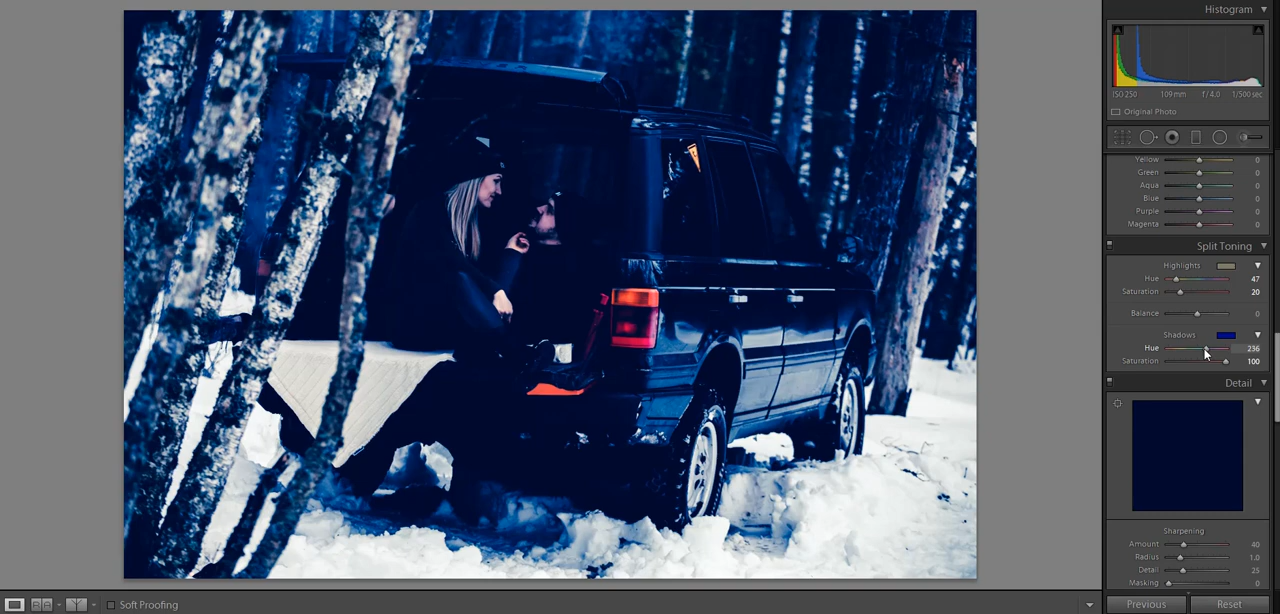 Histogram
ISO 250 109 mm f / 4.0 1/500 sec
Original Photo
Yellow 0
Green 0
Aqua 0
Blue 0
Purple 0
Magenta 0
Split Toning
Highlights
Hue 47
Saturation 20
Balance 0
Shadows
Hue 236
Saturation 100
Detail
Sharpening
Amount 40
Radius 1.0
Detail 25
Masking 0
Soft Proofing
Previous Reset